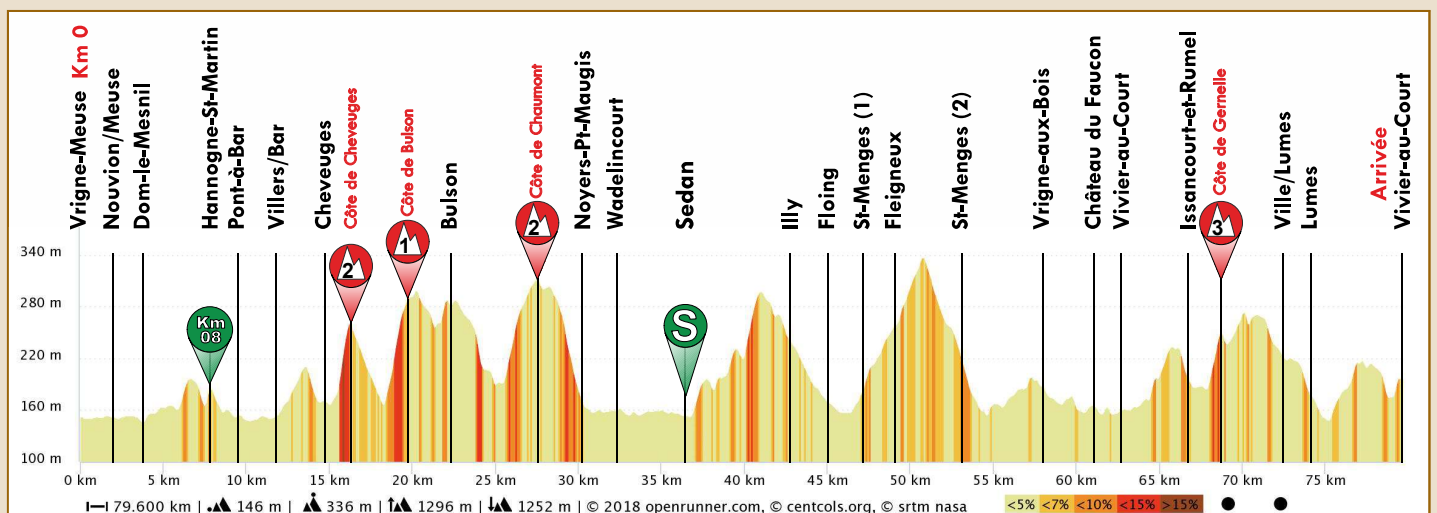 Vrigne-Meuse Km 0
Nouvion/Meuse
Dom-le-Mesnil
Hannogne-St-Martin
Pont-à-Bar
Villers/Bar
Cheveuges
Côte de Cheveuges
Côte de Bulson
Bulson
Côte de Chaumont
Noyers-Pt-Maugis
Wadelincourt
Sedan
Illy
Floing
St-Menges (1)
Fleigneux
St-Menges (2)
Vrigne-aux-Bois
Château du Faucon
Vivier-au-Court
Issancourt-et-Rumel
Côte de Gernelle
Ville/Lumes
Lumes
Arrivée
Vivier-au-Court
Km
08
2
1
2
S
3
340 m
280 m
220 m
160 m
100 m
0 km 5 km 10 km 15 km 20 km 25 km 30 km 35 km 40 km 45 km 50 km 55 km 60 km 65 km 70 km 75 km
79.600 km | 146 m | 336 m | 1296 m | 1252 m | © 2018 openrunner.com, © centcols.org, © srtm nasa <5% <7% <10% <15% >15%